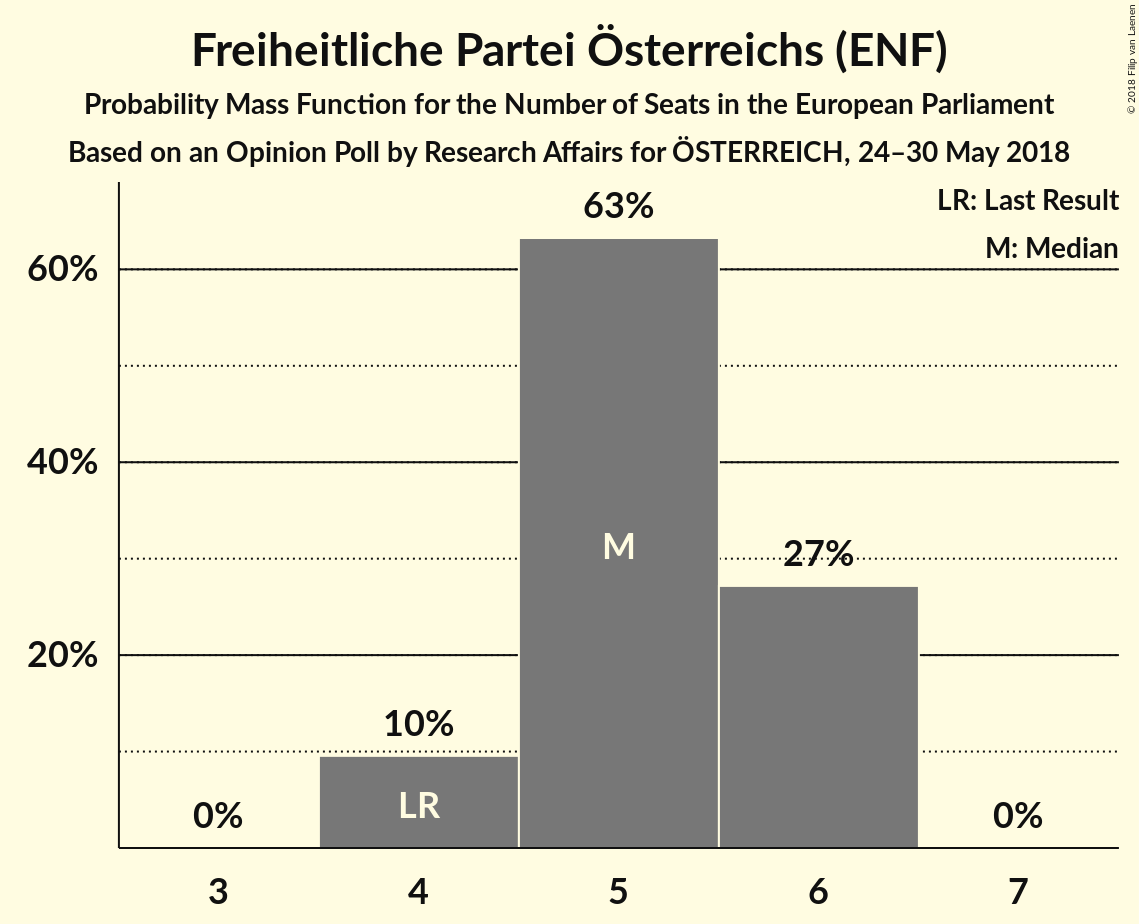 Freiheitliche Partei Österreichs (ENF)
Probability Mass Function for the Number of Seats in the European Parliament
Based on an Opinion Poll by Research Affairs for ÖSTERREICH, 24–30 May 2018
© 2018 Filip van Laenen
LR: Last Result
M: Median
63%
60%
40%
M
27%
20%
10%
LR
0%
0%
3 4 5 6 7